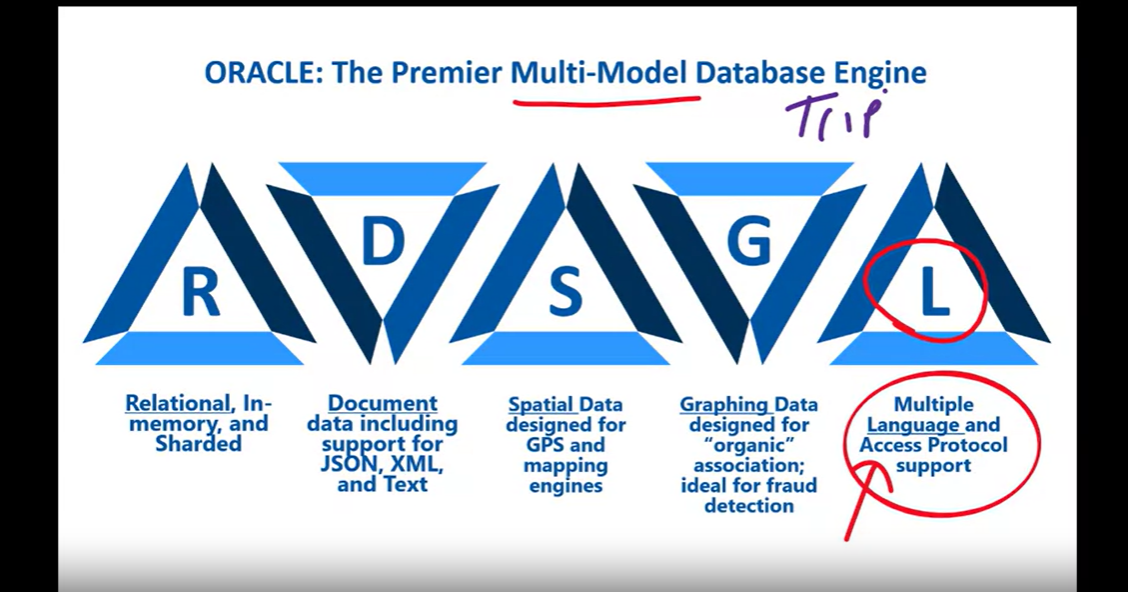 ORACLE: The Premier Multi-Model Database Engine
Trip
R
D
S
G
L
Relational, In-
memory, and
Sharded
Document
data including
support for
JSON, XML,
and Text
Spatial Data
designed for
GPS and
mapping
engines
Graphing Data
designed for
“organic”
association;
ideal for fraud
detection
Multiple
Language and
Access Protocol
support